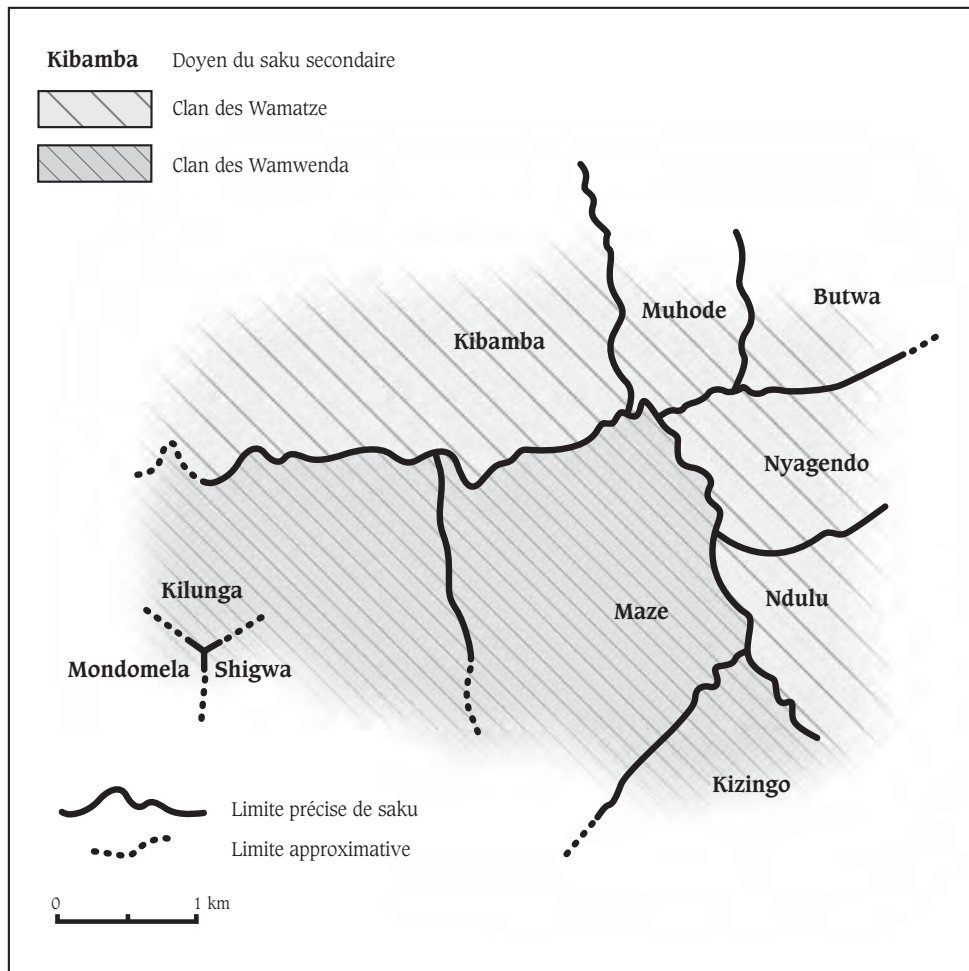 Kibamba Doyen du saku secondaire
Clan des Wamatze
Clan des Wamwenda
Butwa
Muhode
Kibamba
Nyagendo
Kilunga
Maze
Ndulu
Mondomela
Shigwa
Kizingo
Limite précise de saku
Limite approximative
0 1 km